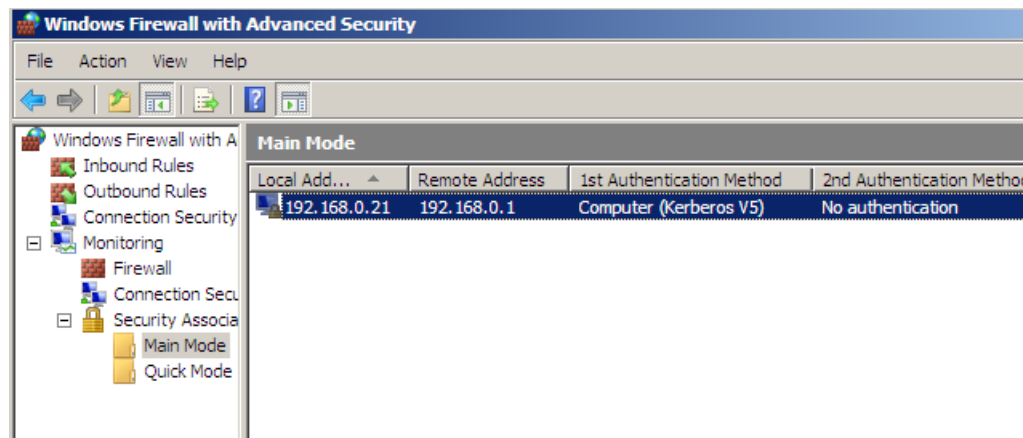 Windows Firewall with Advanced Security
File Action View Help
Windows Firewall with A
Inbound Rules
Outbound Rules
Connection Security
Monitoring
Firewall
Connection Secu
Security Associa
Main Mode
Quick Mode
Main Mode
Local Add... Remote Address 1st Authentication Method 2nd Authentication Metho
192.168.0.21 192.168.0.1 Computer (Kerberos V5) No authentication